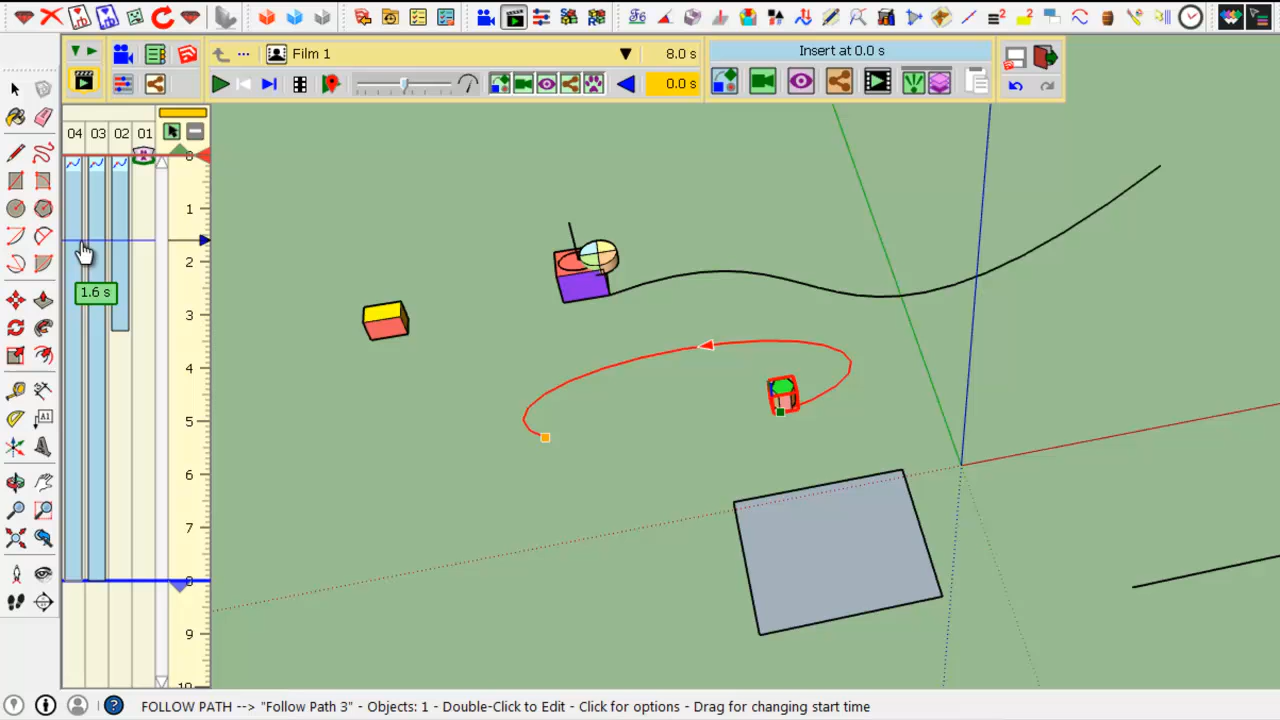 Film 1
8.0 s
Insert at 0.0 s
0.0 s
04 03 02 01
0
1
1.6 s
2
3
4
5
6
7
8
9
10
A1
FOLLOW PATH --> "Follow Path 3" - Objects: 1 - Double-Click to Edit - Click for options - Drag for changing start time